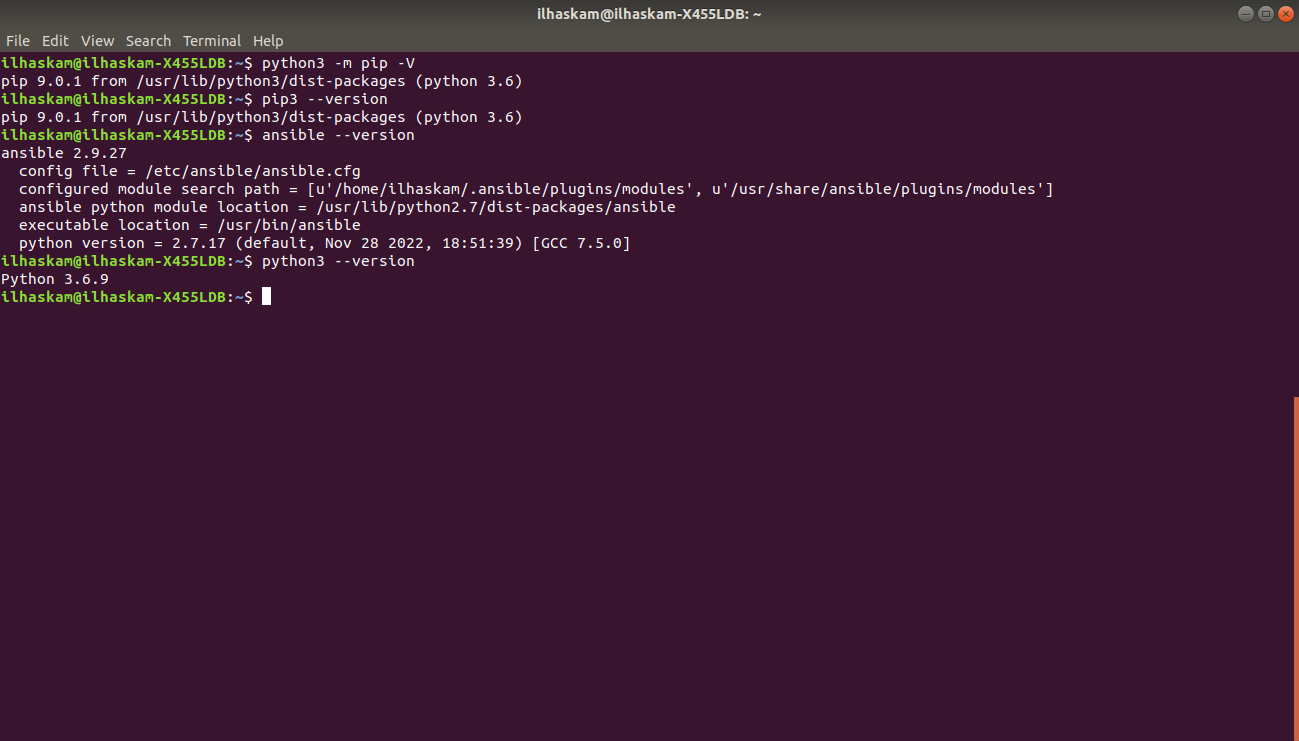 ilhaskam@ilhaskam-X455LDB: ~
File Edit View Search Terminal Help
ilhaskam@ilhaskam-X455LDB:~$ python3 -m pip -V
pip 9.0.1 from /usr/lib/python3/dist-packages (python 3.6)
ilhaskam@ilhaskam-X455LDB:~$ pip3 --version
pip 9.0.1 from /usr/lib/python3/dist-packages (python 3.6)
ilhaskam@ilhaskam-X455LDB:~$ ansible --version
ansible 2.9.27
  config file = /etc/ansible/ansible.cfg
  configured module search path = [u'/home/ilhaskam/.ansible/plugins/modules', u'/usr/share/ansible/plugins/modules']
  ansible python module location = /usr/lib/python2.7/dist-packages/ansible
  executable location = /usr/bin/ansible
  python version = 2.7.17 (default, Nov 28 2022, 18:51:39) [GCC 7.5.0]
ilhaskam@ilhaskam-X455LDB:~$ python3 --version
Python 3.6.9
ilhaskam@ilhaskam-X455LDB:~$